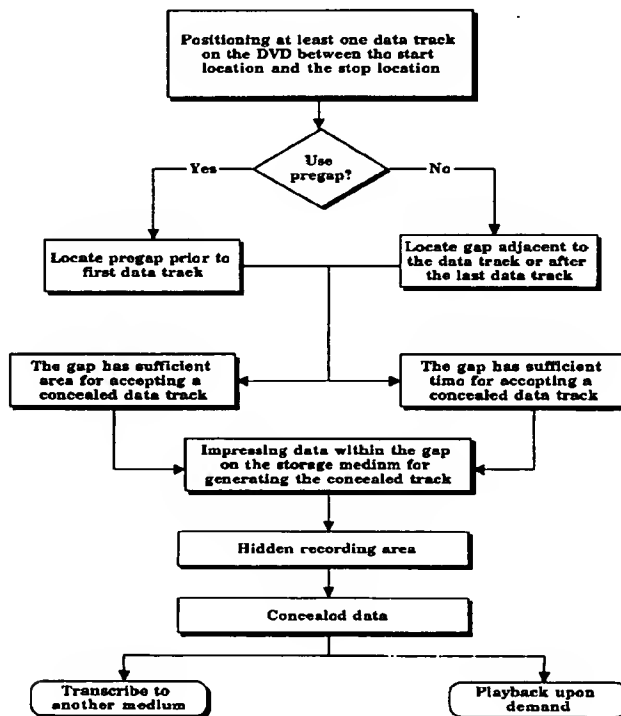 Positioning at least one data track
on the DVD between the start
location and the stop location
Use
pregap?
Yes
No
Locate pregap prior to
first data track
Locate gap adjacent to
the data track or after
the last data track
The gap has sufficient
area for accepting a
concealed data track
The gap has sufficient
time for accepting a
concealed data track
Impressing data within the gap
on the storage medium for
generating the concealed track
Hidden recording area
Concealed data
Transcribe to
another medium
Playback upon
demand